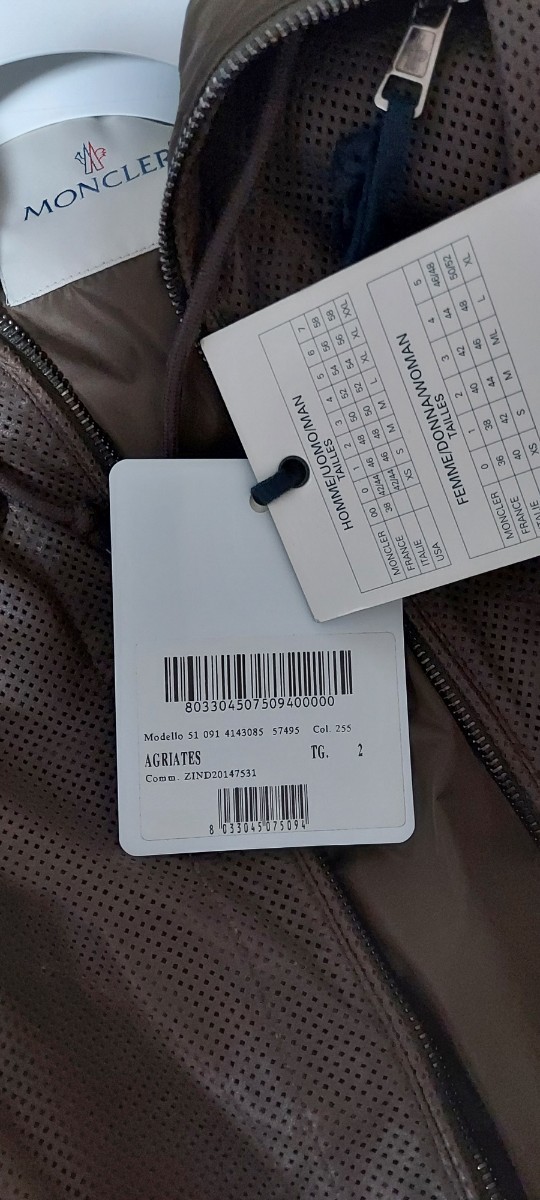 MONCLER
HOMME/UOMO/MAN
TAILLES
MONCLER 00 0 1 2 3 4 5 6 7
FRANCE 38 42/44 46 48 50 52 54 56 58
ITALIE 42/44 46 48 50 54 56 58
USA XS S M M L XL XL XXL
FEMME/DONNA/WOMAN
TAILLES
MONCLER 0 1 2 3 4 5
FRANCE 36 38 40 42 44 46/48
40 42 44 46 48 50/52
XS S M ML L XL
803304507509400000
Modello 51 091 4143085 57495 Col. 255
AGRIATES TG. 2
Comm. ZIND20147531
8 033045 075094